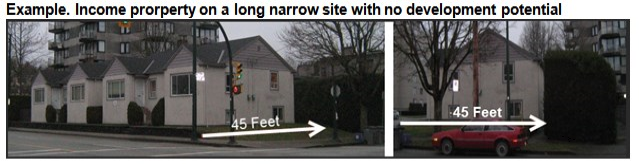 Example. Income prorperty on a long narrow site with no development potential
45 Feet
45 Feet